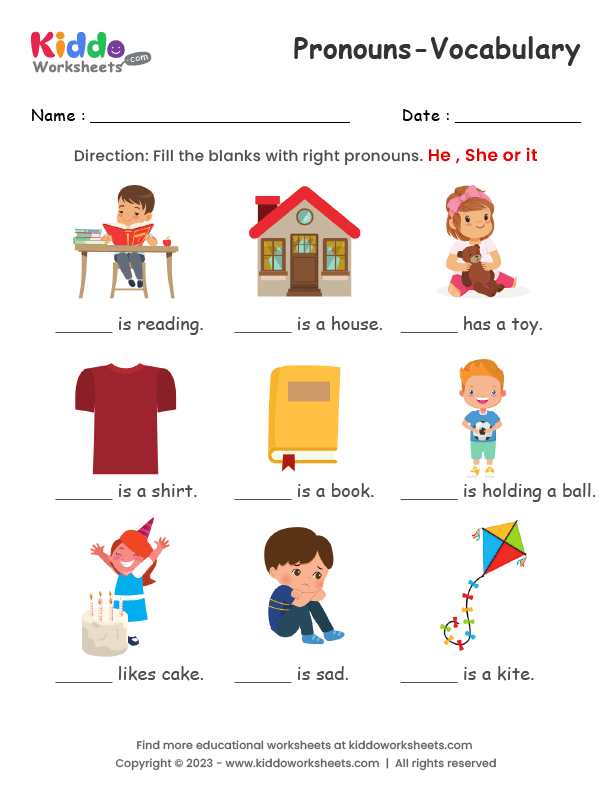 Kiddo
Worksheets.com
Pronouns-Vocabulary
Name : ____________ Date : ____________
Direction: Fill the blanks with right pronouns. He , She or it
______ is reading. ______ is a house. ______ has a toy.
______ is a shirt. ______ is a book. ______ is holding a ball.
______ likes cake. ______ is sad. ______ is a kite.
Find more educational worksheets at kiddoworksheets.com
Copyright © 2023 - www.kiddoworksheets.com | All rights reserved